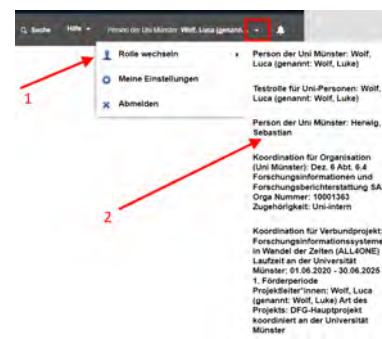 Suche Hilfe Person der Uni Münster: Wolf, Luca (genannt:
Rolle wechseln
Meine Einstellungen
Abmelden
1
2
Person der Uni Münster: Wolf,
Luca (genannt: Wolf, Luke)
Testrolle für Uni-Personen: Wolf,
Luca (genannt: Wolf, Luke)
Person der Uni Münster: Herwig,
Sebastian
Koordination für Organisation
(Uni Münster): Dez. 6 Abt. 6.4
Forschungsinformationen und
Forschungsberichterstattung SA
Orga Nummer: 10001363
Zugehörigkeit: Uni-intern
Koordination für Verbundprojekt:
Forschungsinformationssysteme
in Wandel der Zeiten (ALL4ONE)
Laufzeit an der Universität
Münster: 01.06.2020 - 30.06.2025
1. Förderperiode
Projektleiter*innen: Wolf, Luca
(genannt: Wolf, Luke) Art des
Projekts: DFG-Hauptprojekt
koordiniert an der Universität
Münster